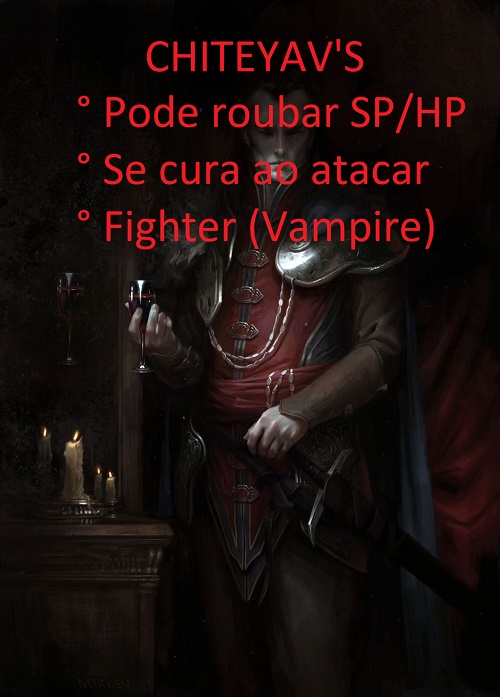 CHITEYAV'S
° Pode roubar SP/HP
° Se cura ao atacar
° Fighter (Vampire)